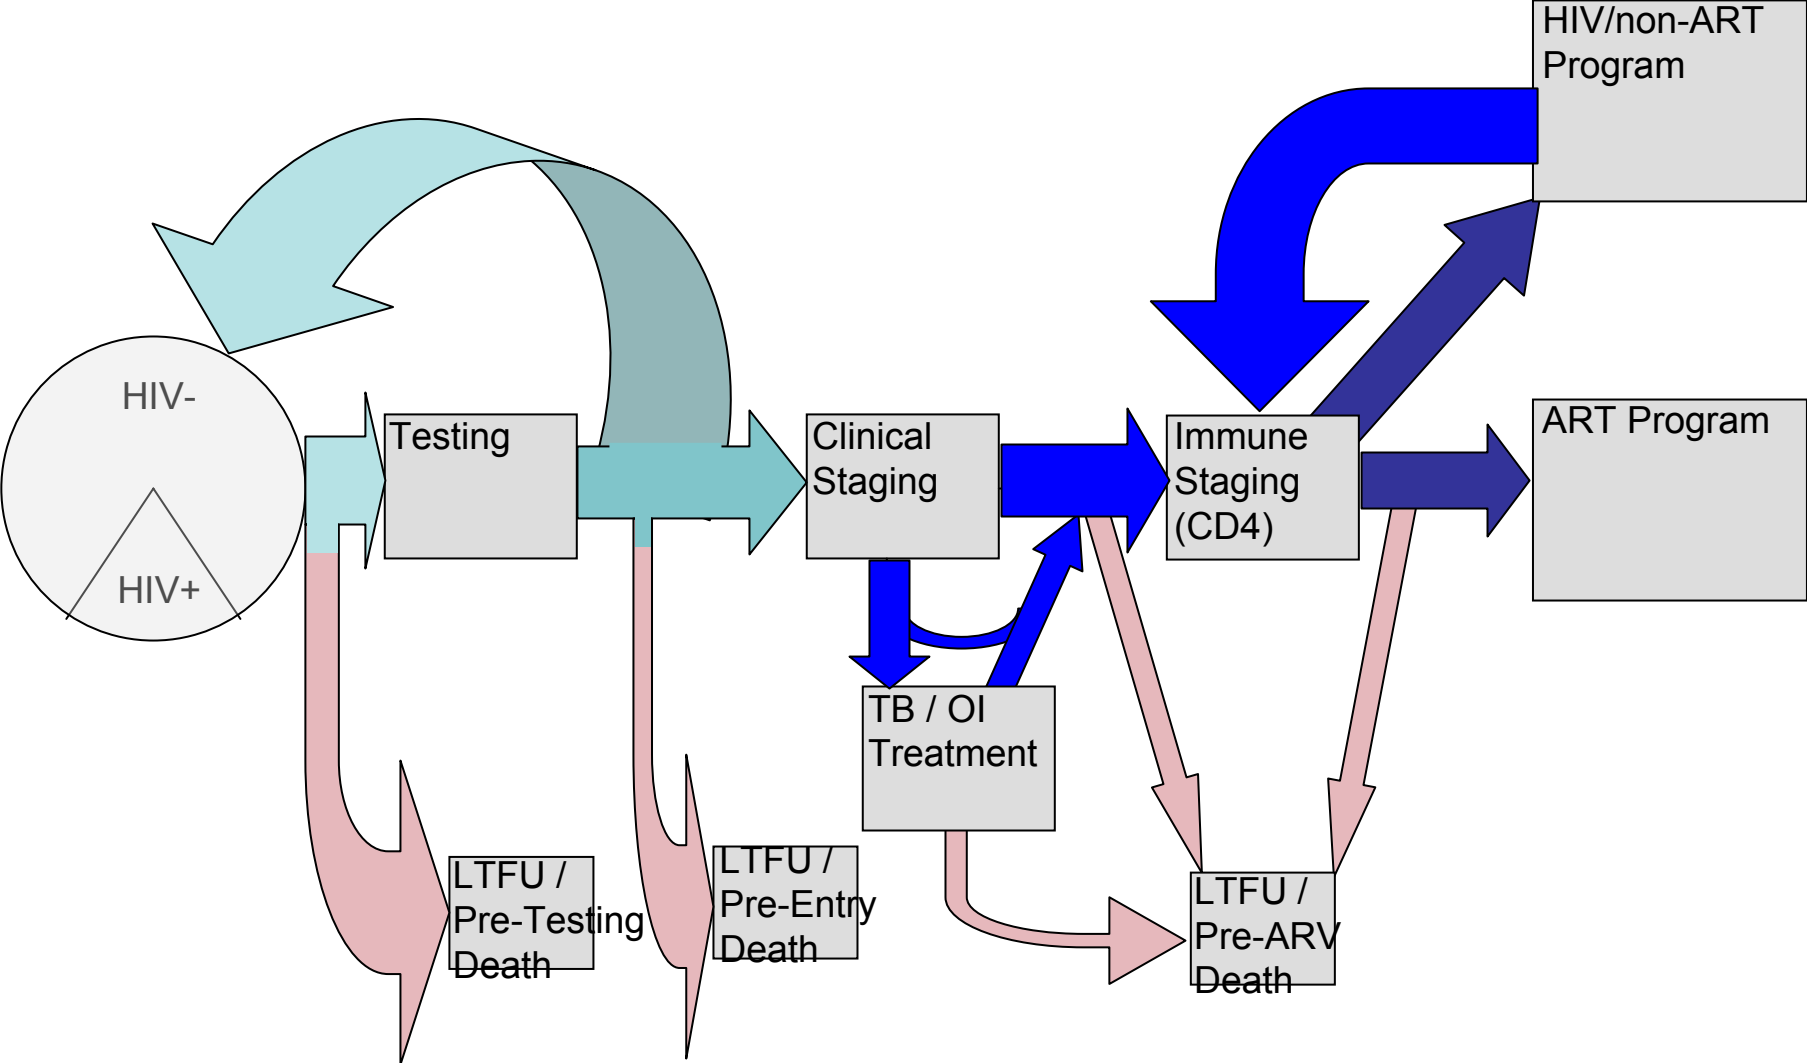 HIV/non-ART
Program
HIV-
HIV+
Testing
Clinical
Staging
Immune
Staging
(CD4)
ART Program
TB / OI
Treatment
LTFU /
Pre-Testing
Death
LTFU /
Pre-Entry
Death
LTFU /
Pre-ARV
Death